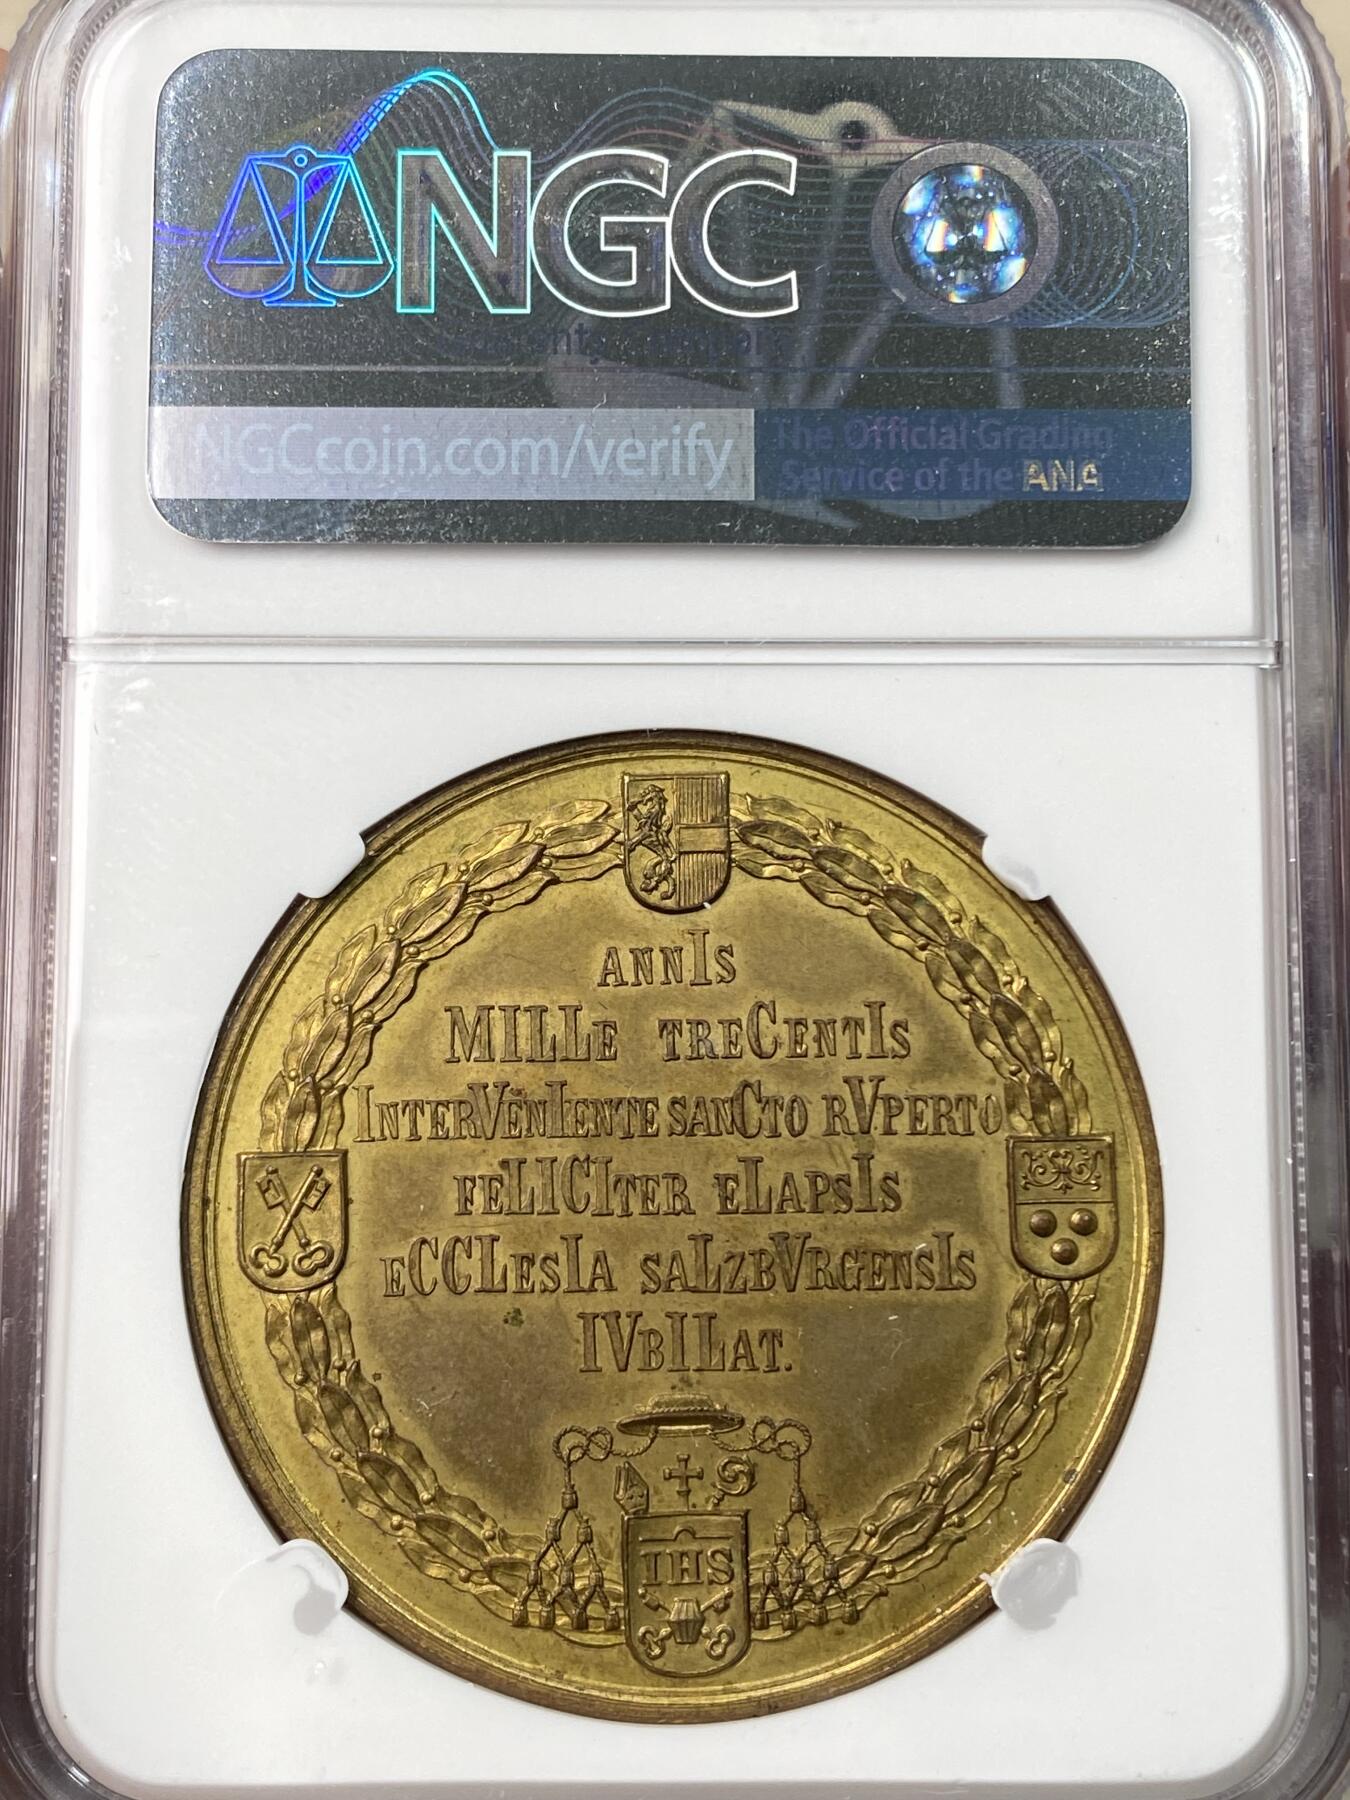 NGC
NGCcoin.com/verify
The Official Grading
Service of the ANA
ANNIS
MILLE TRECENTIS
INTERVENIENTE SANCTO RVPERTO
FELICITER ELAPSIS
ECCLESIA SALZBVRGENSIS
IVBILAT.
IHS